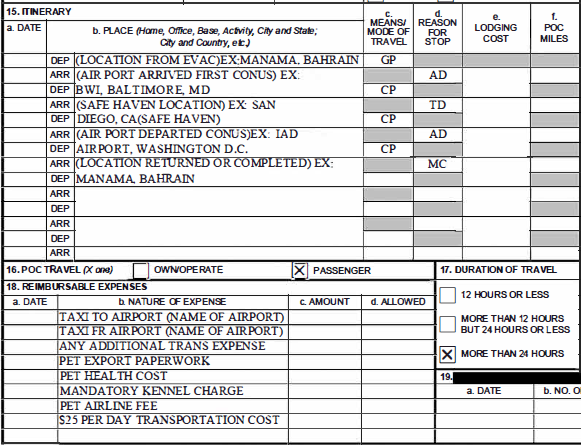 15. ITINERARY
a. DATE
b. PLACE (Home, Office, Base, Activity, City and State;
City and Country, etc.)
c.
MEANS/
MODE OF
TRAVEL
d.
REASON
FOR
STOP
e.
LODGING
COST
f.
POC
MILES
DEP (LOCATION FROM EVAC)EX:MANAMA, BAHRAIN GP
ARR (AIR PORT ARRIVED FIRST CONUS) EX: AD
DEP BWI, BALTIMORE, MD CP
ARR (SAFE HAVEN LOCATION) EX: SAN TD
DEP DIEGO, CA(SAFE HAVEN) CP
ARR (AIR PORT DEPARTED CONUS)EX: IAD AD
DEP AIRPORT, WASHINGTON D.C. CP
ARR (LOCATION RETURNED OR COMPLETED) EX: MC
DEP MANAMA, BAHRAIN
ARR
DEP
ARR
DEP
ARR
16. POC TRAVEL (X one) OWN/OPERATE X PASSENGER
17. DURATION OF TRAVEL
12 HOURS OR LESS
MORE THAN 12 HOURS
BUT 24 HOURS OR LESS
X MORE THAN 24 HOURS
18. REIMBURSABLE EXPENSES
a. DATE b. NATURE OF EXPENSE c. AMOUNT d. ALLOWED
TAXI TO AIRPORT (NAME OF AIRPORT)
TAXI FR AIRPORT (NAME OF AIRPORT)
ANY ADDITIONAL TRANS EXPENSE
PET EXPORT PAPERWORK
PET HEALTH COST
MANDATORY KENNEL CHARGE
PET AIRLINE FEE
$25 PER DAY TRANSPORTATION COST
19.
a. DATE b. NO. O